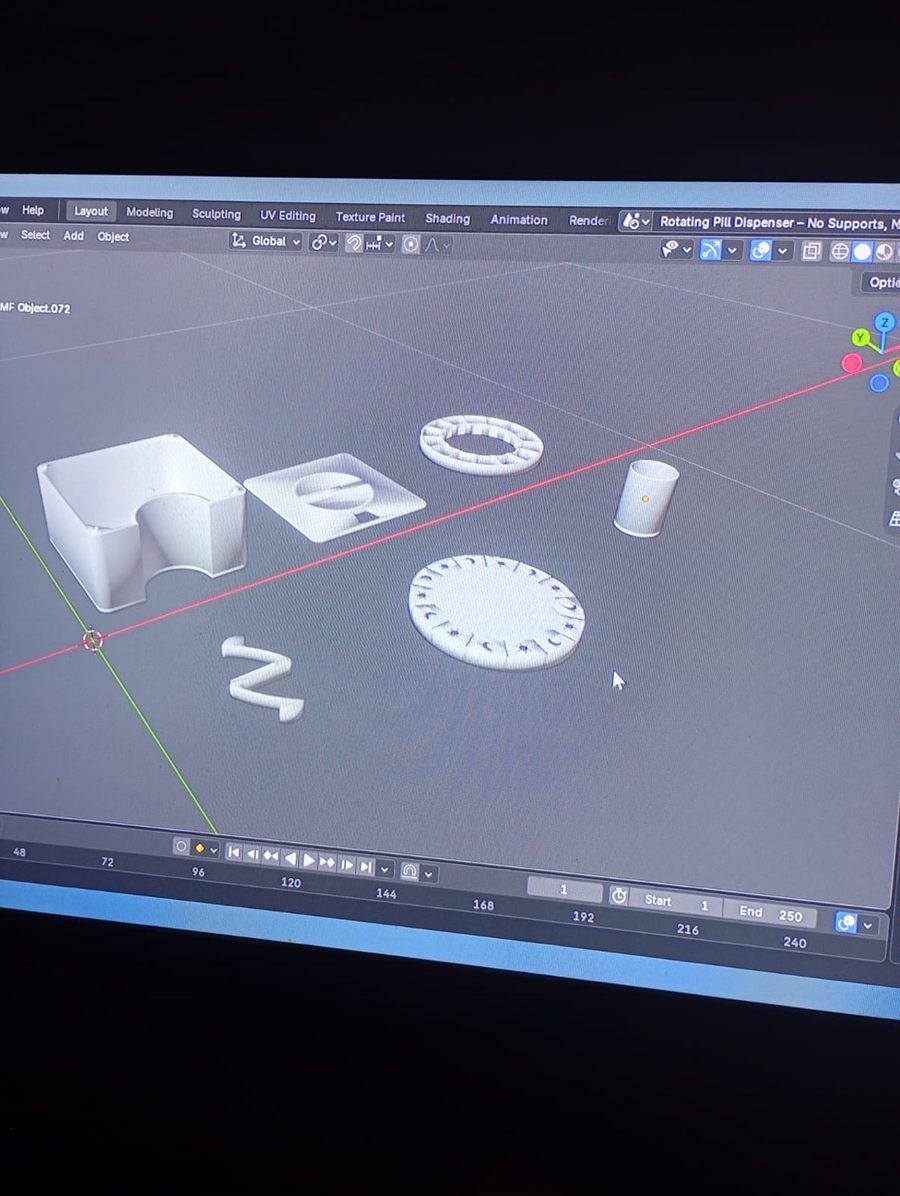 Help Layout Modeling Sculpting UV Editing Texture Paint Shading Animation Render Rotating Pill Dispenser – No Supports,
Select Add Object Global
Opti
MF Object.072
Z
Y
1 Start 1 End 250
48 72 96 120 144 168 192 216 240